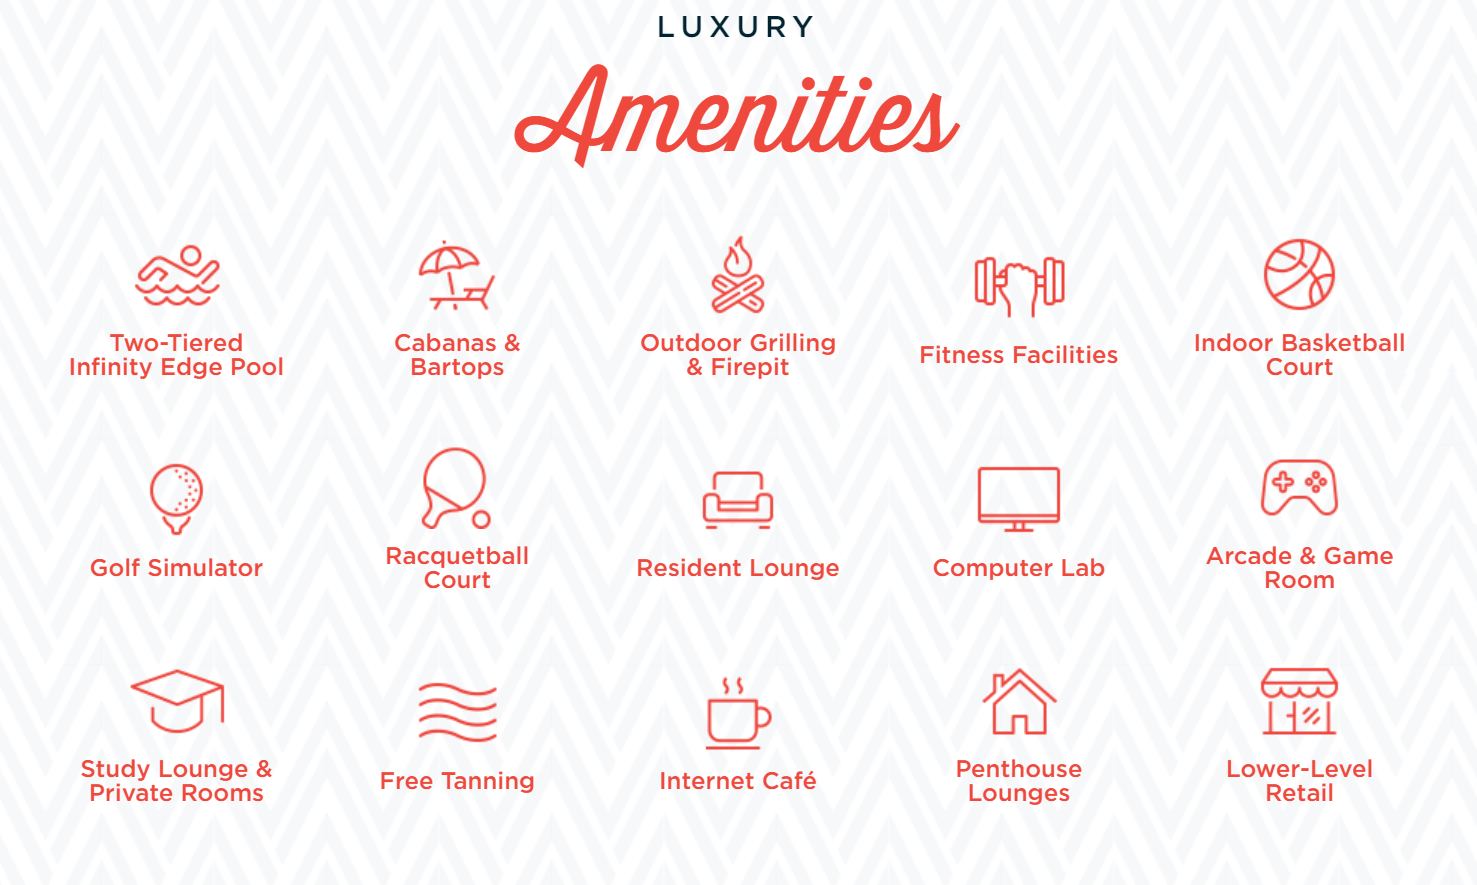 LUXURY
Amenities
Two-Tiered
Infinity Edge Pool
Cabanas &
Bartops
Outdoor Grilling
& Firepit
Fitness Facilities
Indoor Basketball
Court
Golf Simulator
Racquetball
Court
Resident Lounge
Computer Lab
Arcade & Game
Room
Study Lounge &
Private Rooms
Free Tanning
Internet Café
Penthouse
Lounges
Lower-Level
Retail